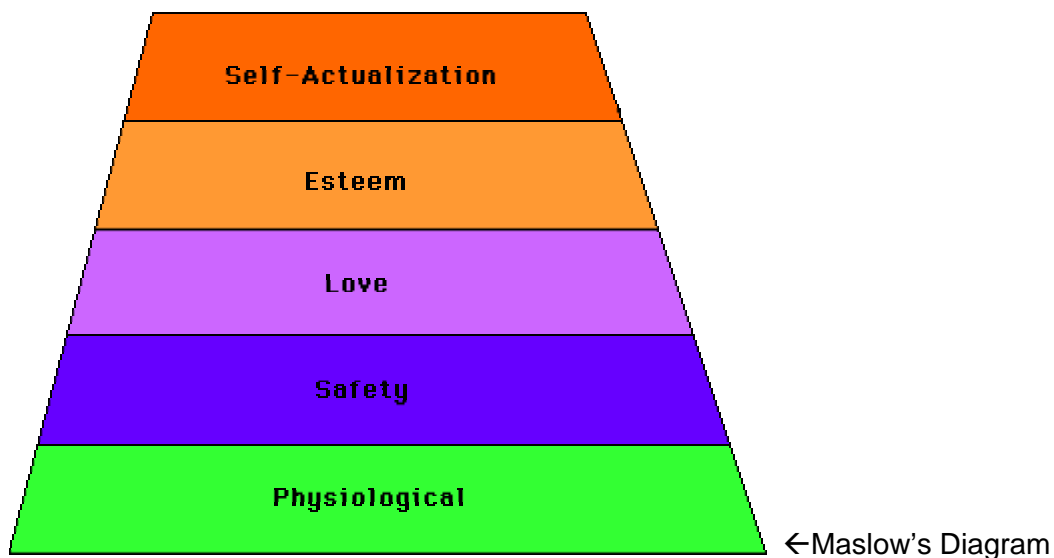 Self-Actualization
Esteem
Love
Safety
Physiological
←Maslow's Diagram